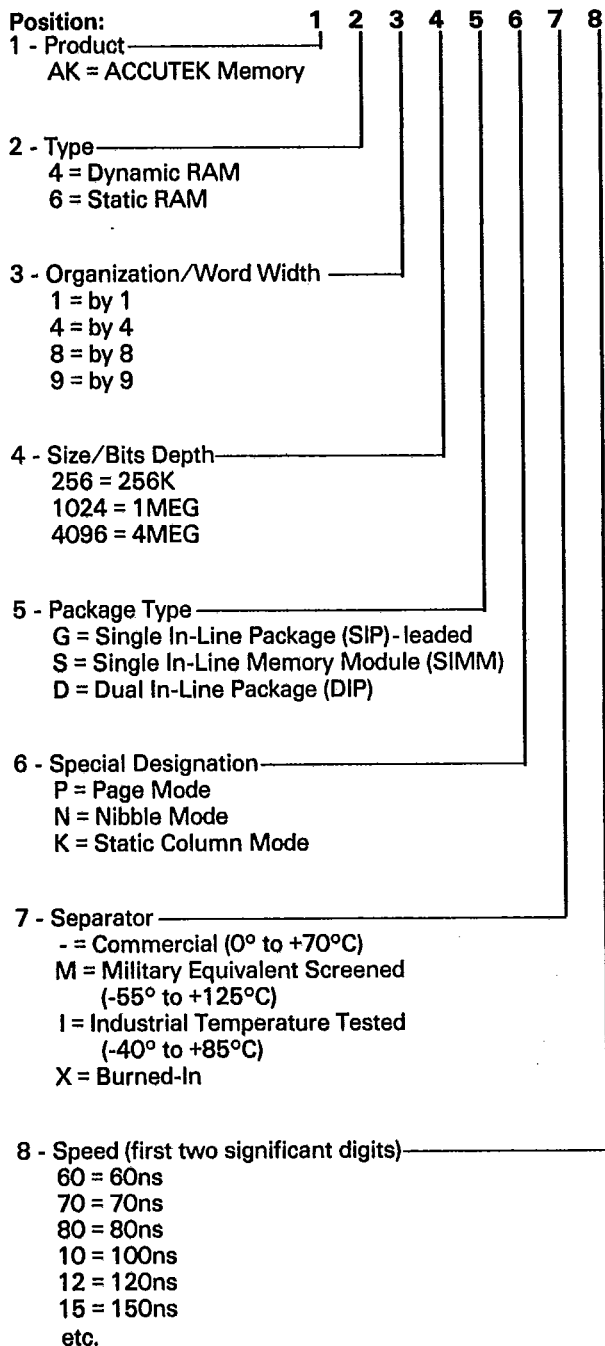 Position: 1 2 3 4 5 6 7 8
1 - Product
AK = ACCUTEK Memory
2 - Type
4 = Dynamic RAM
6 = Static RAM
3 - Organization/Word Width
1 = by 1
4 = by 4
8 = by 8
9 = by 9
4 - Size/Bits Depth
256 = 256K
1024 = 1MEG
4096 = 4MEG
5 - Package Type
G = Single In-Line Package (SIP) - leaded
S = Single In-Line Memory Module (SIMM)
D = Dual In-Line Package (DIP)
6 - Special Designation
P = Page Mode
N = Nibble Mode
K = Static Column Mode
7 - Separator
- = Commercial (0° to +70°C)
M = Military Equivalent Screened
(-55° to +125°C)
I = Industrial Temperature Tested
(-40° to +85°C)
X = Burned-In
8 - Speed (first two significant digits)
60 = 60ns
70 = 70ns
80 = 80ns
10 = 100ns
12 = 120ns
15 = 150ns
etc.